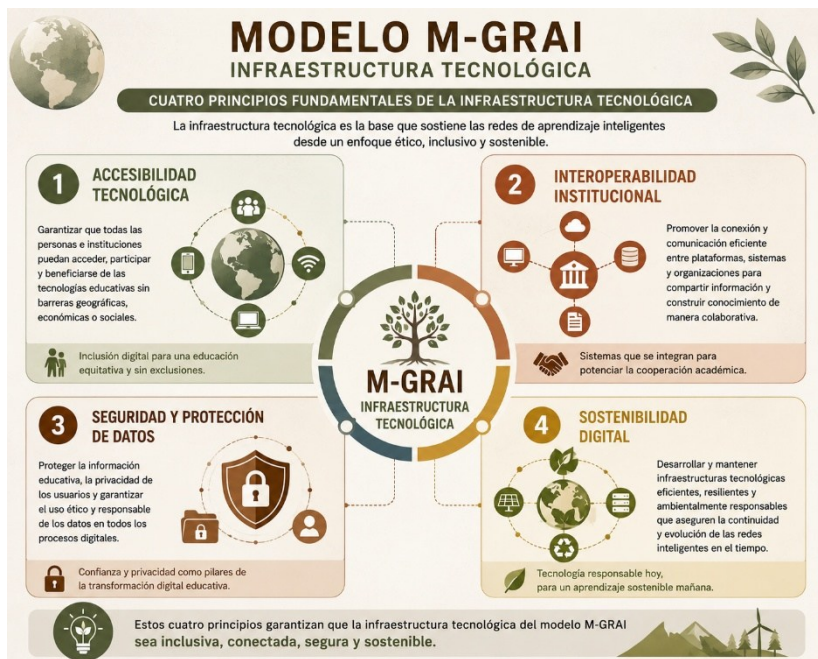 MODELO M-GRAI
INFRAESTRUCTURA TECNOLÓGICA
CUATRO PRINCIPIOS FUNDAMENTALES DE LA INFRAESTRUCTURA TECNOLÓGICA
La infraestructura tecnológica es la base que sostiene las redes de aprendizaje inteligentes
desde un enfoque ético, inclusivo y sostenible.
1
ACCESIBILIDAD
TECNOLÓGICA
Garantizar que todas las
personas e instituciones
puedan acceder, participar
y beneficiarse de las
tecnologías educativas sin
barreras geográficas,
económicas o sociales.
Inclusión digital para una educación
equitativa y sin exclusiones.
2
INTEROPERABILIDAD
INSTITUCIONAL
Promover la conexión y
comunicación eficiente
entre plataformas, sistemas
y organizaciones para
compartir información y
construir conocimiento de
manera colaborativa.
Sistemas que se integran para
potenciar la cooperación académica.
M-GRAI
INFRAESTRUCTURA
TECNOLÓGICA
3
SEGURIDAD Y PROTECCIÓN
DE DATOS
Proteger la información
educativa, la privacidad de
los usuarios y garantizar
el uso ético y responsable
de los datos en todos los
procesos digitales.
Confianza y privacidad como pilares de
la transformación digital educativa.
4
SOSTENIBILIDAD
DIGITAL
Desarrollar y mantener
infraestructuras tecnológicas
eficientes, resilientes y
ambientalmente responsables
que aseguren la continuidad
y evolución de las redes
inteligentes en el tiempo.
Tecnología responsable hoy,
para un aprendizaje sostenible mañana.
Estos cuatro principios garantizan que la infraestructura tecnológica del modelo M-GRAI
sea inclusiva, conectada, segura y sostenible.